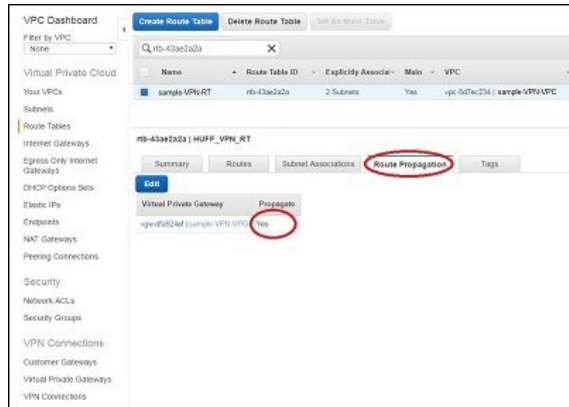 VPC Dashboard
Filter by VPC:
None
Virtual Private Cloud
Your VPCs
Subnets
Route Tables
Internet Gateways
Egress Only Internet
Gateways
DHCP Options Sets
Elastic IPs
Endpoints
NAT Gateways
Peering Connections
Security
Network ACLs
Security Groups
VPN Connections
Customer Gateways
Virtual Private Gateways
VPN Connections
Create Route Table Delete Route Table Set As Main Table
rtb-43ae2a2a X
Name Route Table ID Explicitly Associat Main VPC
sample-VPN-RT rtb-43ae2a2a 2 Subnets Yes vpc-5d7ec234 | sample-VPN-VPC
rtb-43ae2a2a | HUFF_VPN_RT
Summary Routes Subnet Associations Route Propagation Tags
Edit
Virtual Private Gateway Propagate
vgw-dfa924ef | sample-VPN-VPG Yes